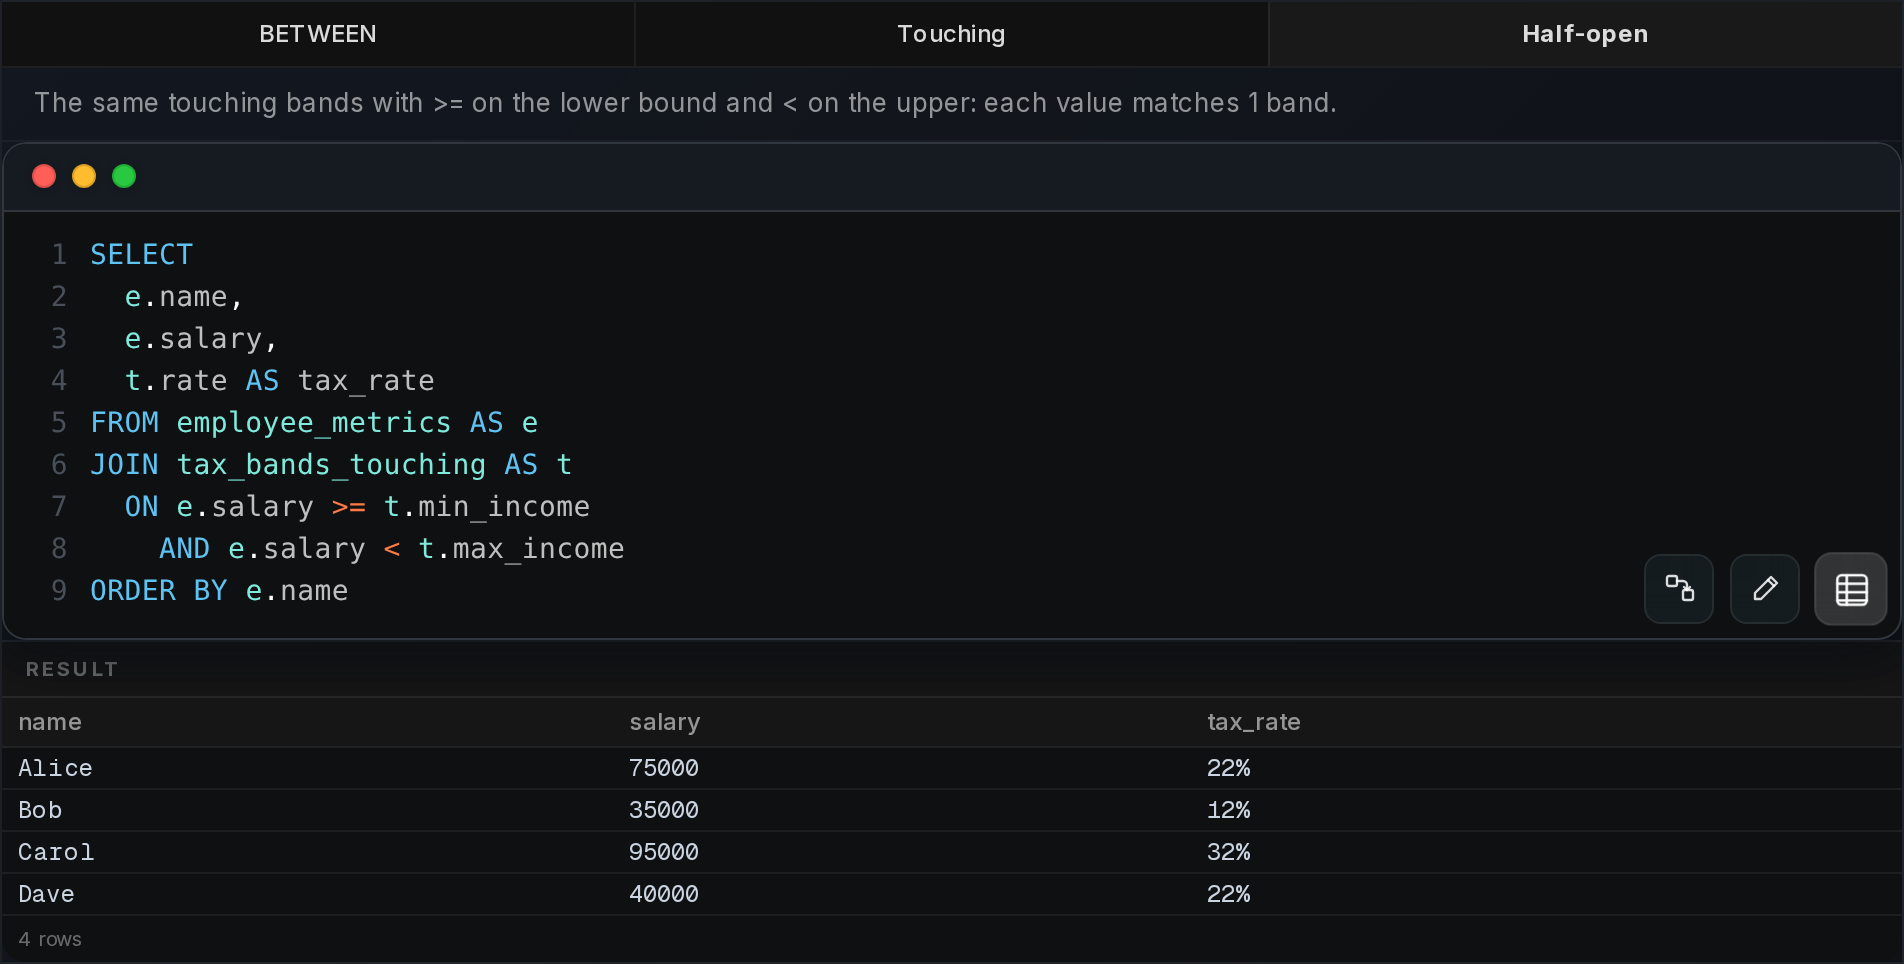 BETWEEN
Touching
Half-open
The same touching bands with >= on the lower bound and < on the upper: each value matches 1 band.
1 SELECT
2   e.name,
3   e.salary,
4   t.rate AS tax_rate
5 FROM employee_metrics AS e
6 JOIN tax_bands_touching AS t
7   ON e.salary >= t.min_income
8     AND e.salary < t.max_income
9 ORDER BY e.name
RESULT
name salary tax_rate
Alice 75000 22%
Bob 35000 12%
Carol 95000 32%
Dave 40000 22%
4 rows